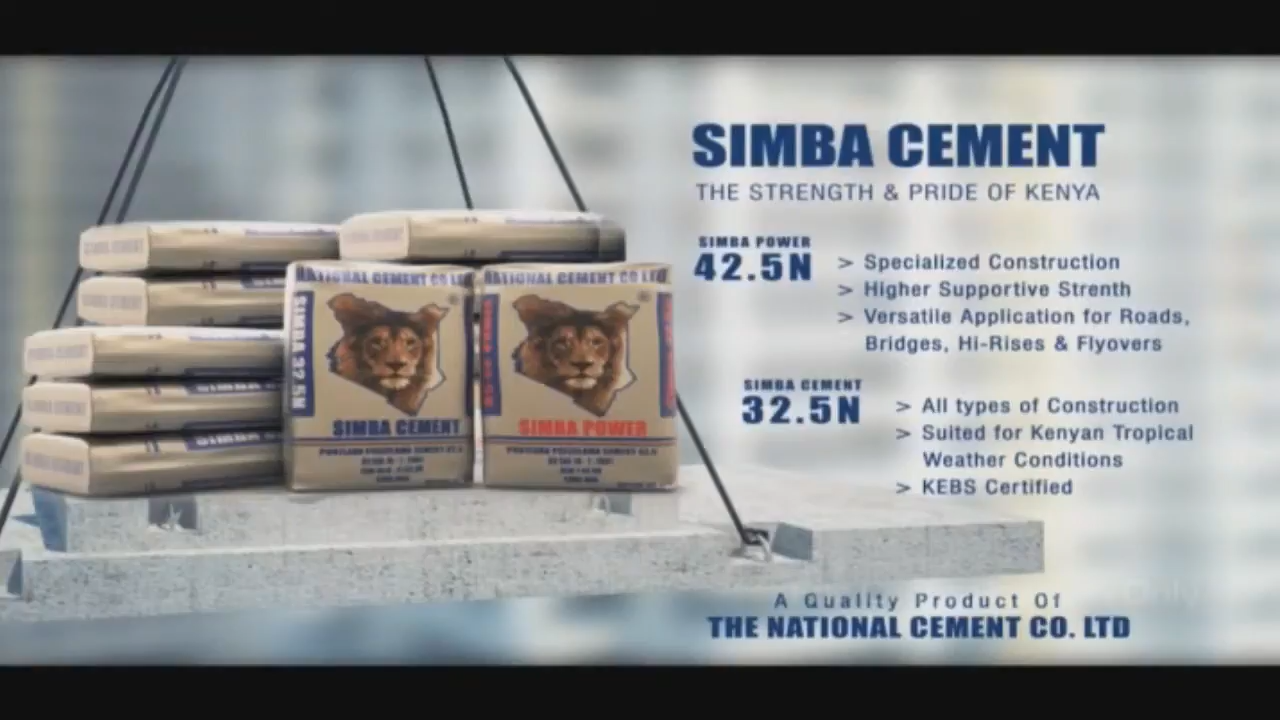 SIMBA CEMENT
THE STRENGTH & PRIDE OF KENYA
SIMBA POWER
42.5N
> Specialized Construction
> Higher Supportive Strenth
> Versatile Application for Roads,
Bridges, Hi-Rises & Flyovers
SIMBA CEMENT
32.5N
> All types of Construction
> Suited for Kenyan Tropical
Weather Conditions
> KEBS Certified
A Quality Product Of
THE NATIONAL CEMENT CO. LTD
NATIONAL CEMENT CO LTD
SIMBA 32.5N
SIMBA CEMENT
NATIONAL CEMENT CO LTD
SIMBA POWER